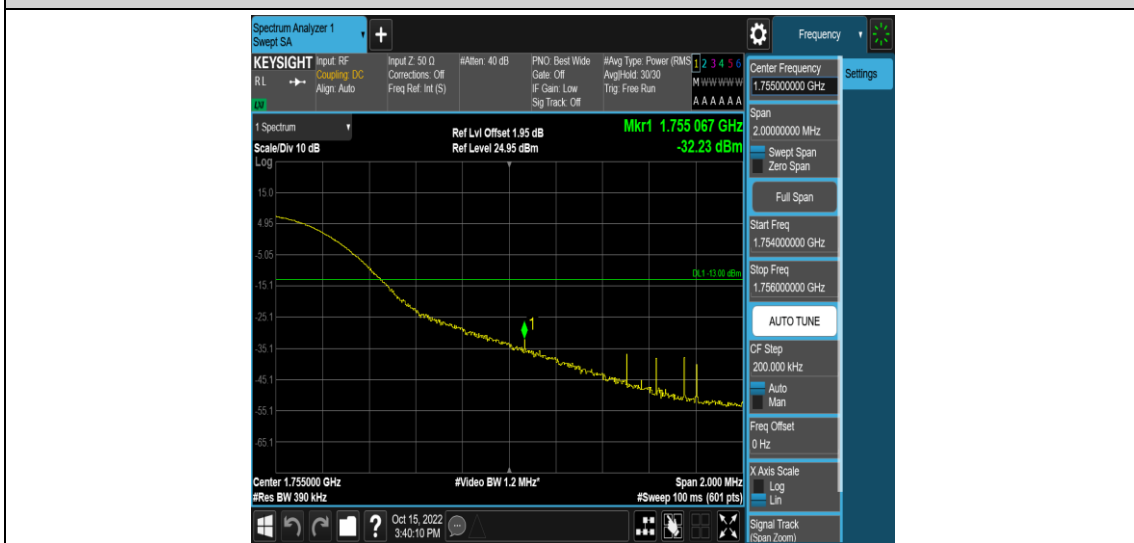 Spectrum Analyzer 1
Swept SA
+
Frequency
KEYSIGHT
RL
LXI
Input: RF
Coupling: DC
Align: Auto
Input Z: 50 Ω
Corrections: Off
Freq Ref: Int (S)
#Atten: 40 dB
PNO: Best Wide
Gate: Off
IF Gain: Low
Sig Track: Off
#Avg Type: Power (RMS
Avg|Hold: 30/30
Trig: Free Run
1 2 3 4 5 6
M W W W W W
A A A A A A
1 Spectrum
Scale/Div 10 dB
Ref Lvl Offset 1.95 dB
Ref Level 24.95 dBm
Mkr1 1.755 067 GHz
-32.23 dBm
Log
15.0
4.95
-5.05
-15.1
-25.1
-35.1
-45.1
-55.1
-65.1
DL1 -13.00 dBm
1
Center 1.755000 GHz
#Res BW 390 kHz
#Video BW 1.2 MHz*
Span 2.000 MHz
#Sweep 100 ms (601 pts)
?
Oct 15, 2022
3:40:10 PM
Center Frequency
1.755000000 GHz
Settings
Span
2.00000000 MHz
Swept Span
Zero Span
Full Span
Start Freq
1.754000000 GHz
Stop Freq
1.756000000 GHz
AUTO TUNE
CF Step
200.000 kHz
Auto
Man
Freq Offset
0 Hz
X Axis Scale
Log
Lin
Signal Track
(Span Zoom)